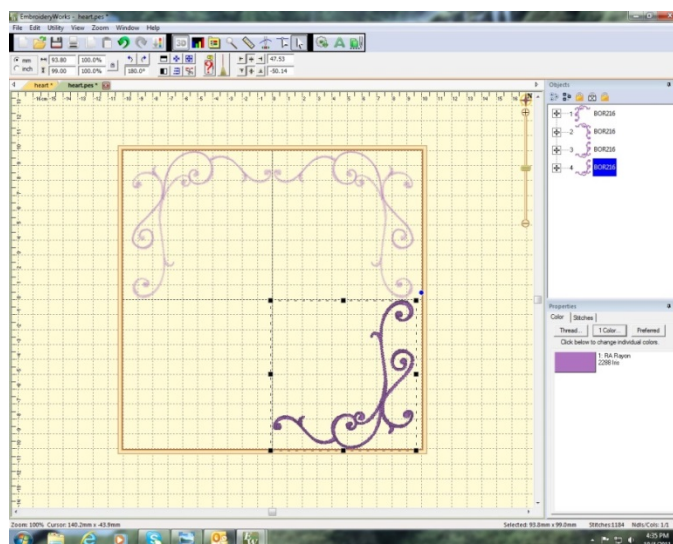 EmbroideryWorks - heart.pes *
File Edit Utility View Zoom Window Help
3D
mm 93.80 100.0% 47.53
inch 99.00 100.0% 180.0° -50.14
heart * heart.pes *
Objects
1 BOR216
2 BOR216
3 BOR216
4 BOR216
Properties
Color Stitches
Thread... 1 Color... Preferred
Click below to change individual colors.
1: RA Rayon
2288 Iris
Zoom: 100% Cursor: 140.2mm x -43.9mm Selected: 93.8mm x 99.0mm Stitches:1184 Ndls/Cols: 1/1
4:35 PM